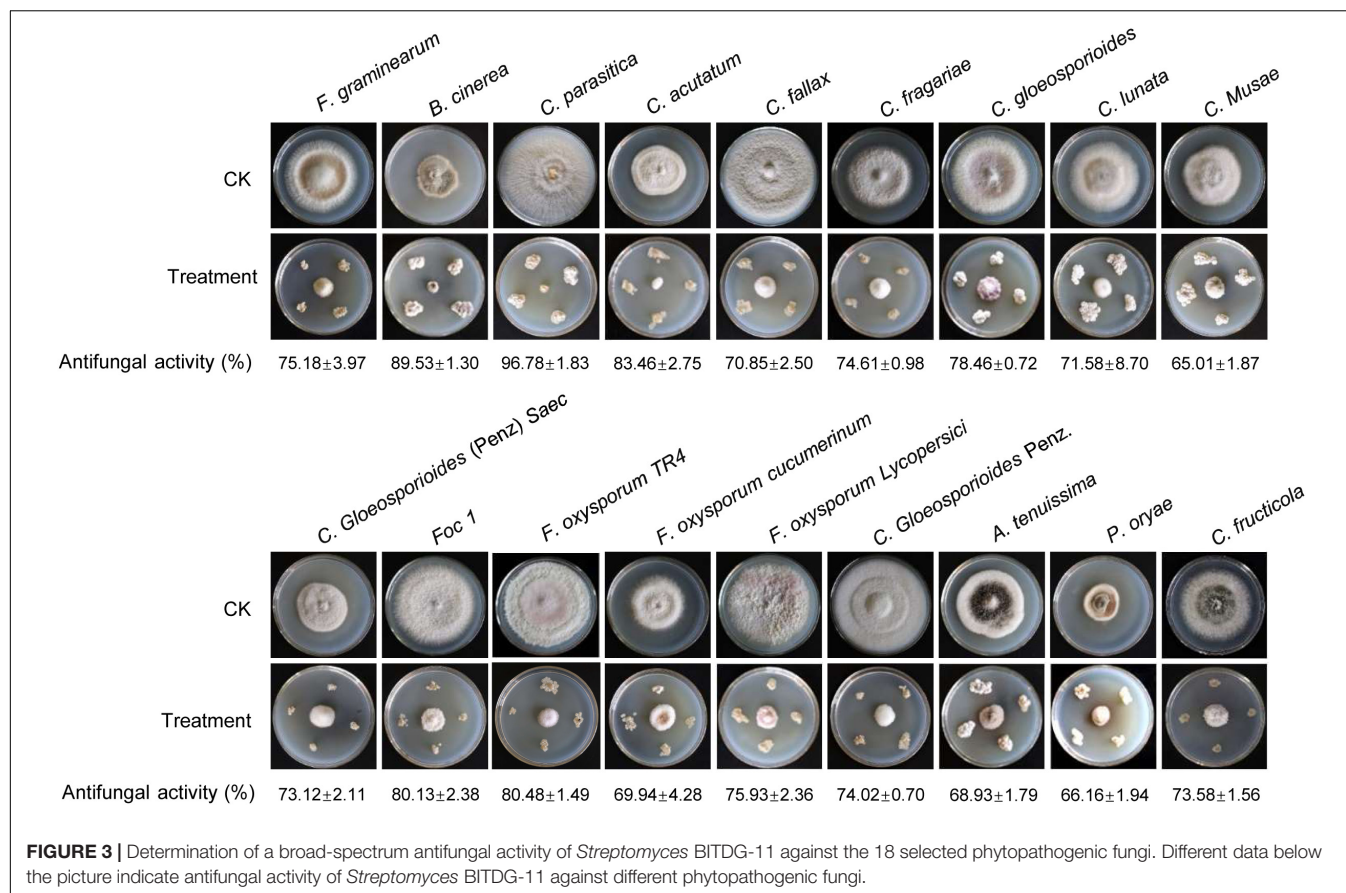 F. graminearum B. cinerea C. parasitica C. acutatum C. fallax C. fragariae C. gloeosporioides C. lunata C. Musae
CK
Treatment
Antifungal activity (%) 75.18±3.97 89.53±1.30 96.78±1.83 83.46±2.75 70.85±2.50 74.61±0.98 78.46±0.72 71.58±8.70 65.01±1.87
C. Gloeosporioides (Penz) Saec Foc 1 F. oxysporum TR4 F. oxysporum cucumerinum F. oxysporum Lycopersici C. Gloeosporioides Penz. A. tenuissima P. oryae C. fructicola
CK
Treatment
Antifungal activity (%) 73.12±2.11 80.13±2.38 80.48±1.49 69.94±4.28 75.93±2.36 74.02±0.70 68.93±1.79 66.16±1.94 73.58±1.56
FIGURE 3 | Determination of a broad-spectrum antifungal activity of Streptomyces BITDG-11 against the 18 selected phytopathogenic fungi. Different data below
the picture indicate antifungal activity of Streptomyces BITDG-11 against different phytopathogenic fungi.